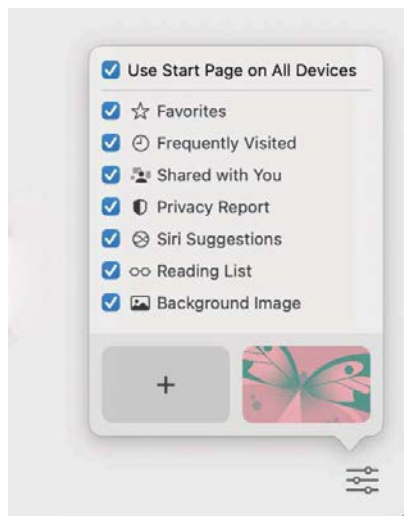 Use Start Page on All Devices
Favorites
Frequently Visited
Shared with You
Privacy Report
Siri Suggestions
Reading List
Background Image
+